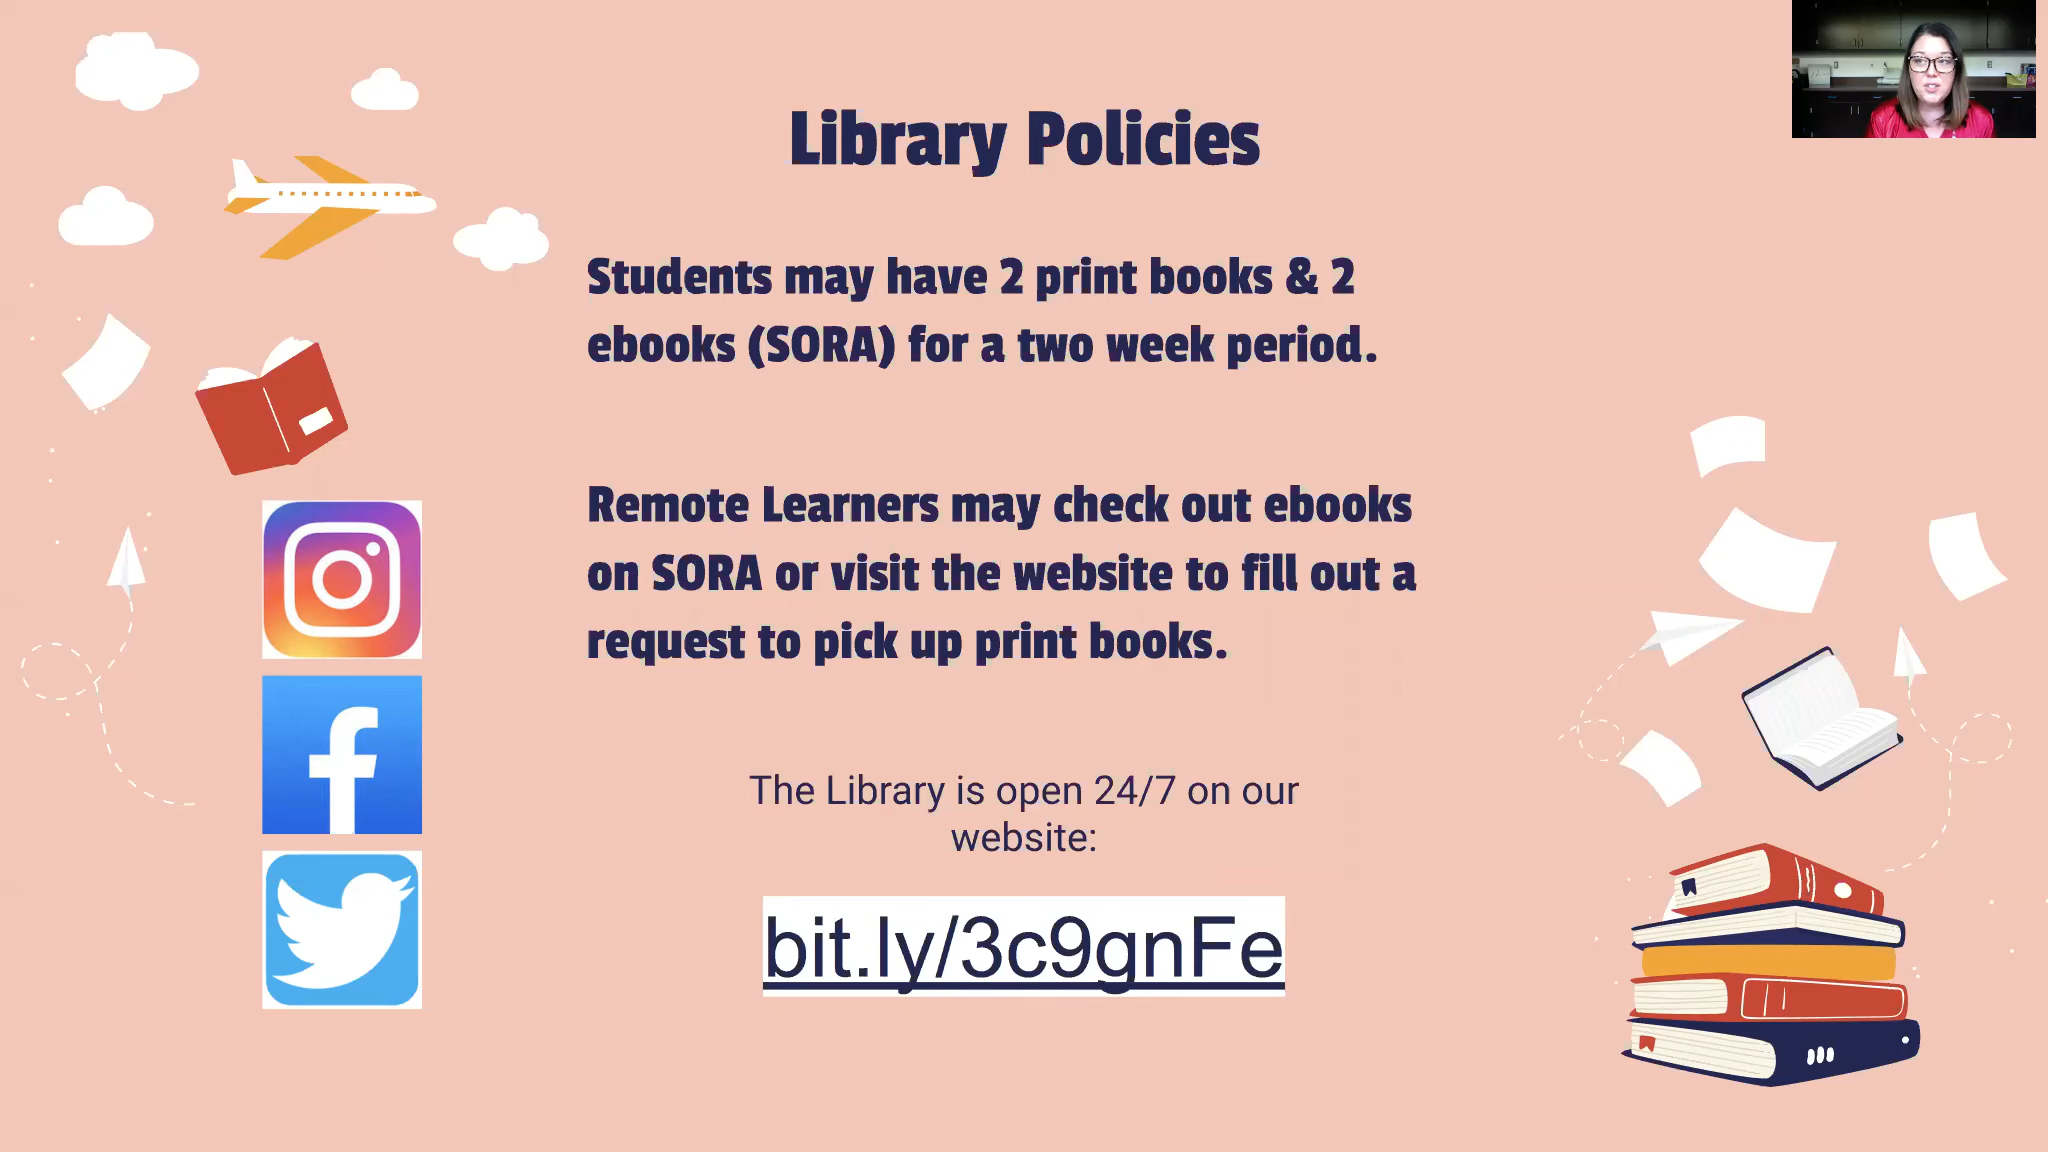 Library Policies
Students may have 2 print books & 2
ebooks (SORA) for a two week period.
Remote Learners may check out ebooks
on SORA or visit the website to fill out a
request to pick up print books.
The Library is open 24/7 on our
website:
bit.ly/3c9gnFe